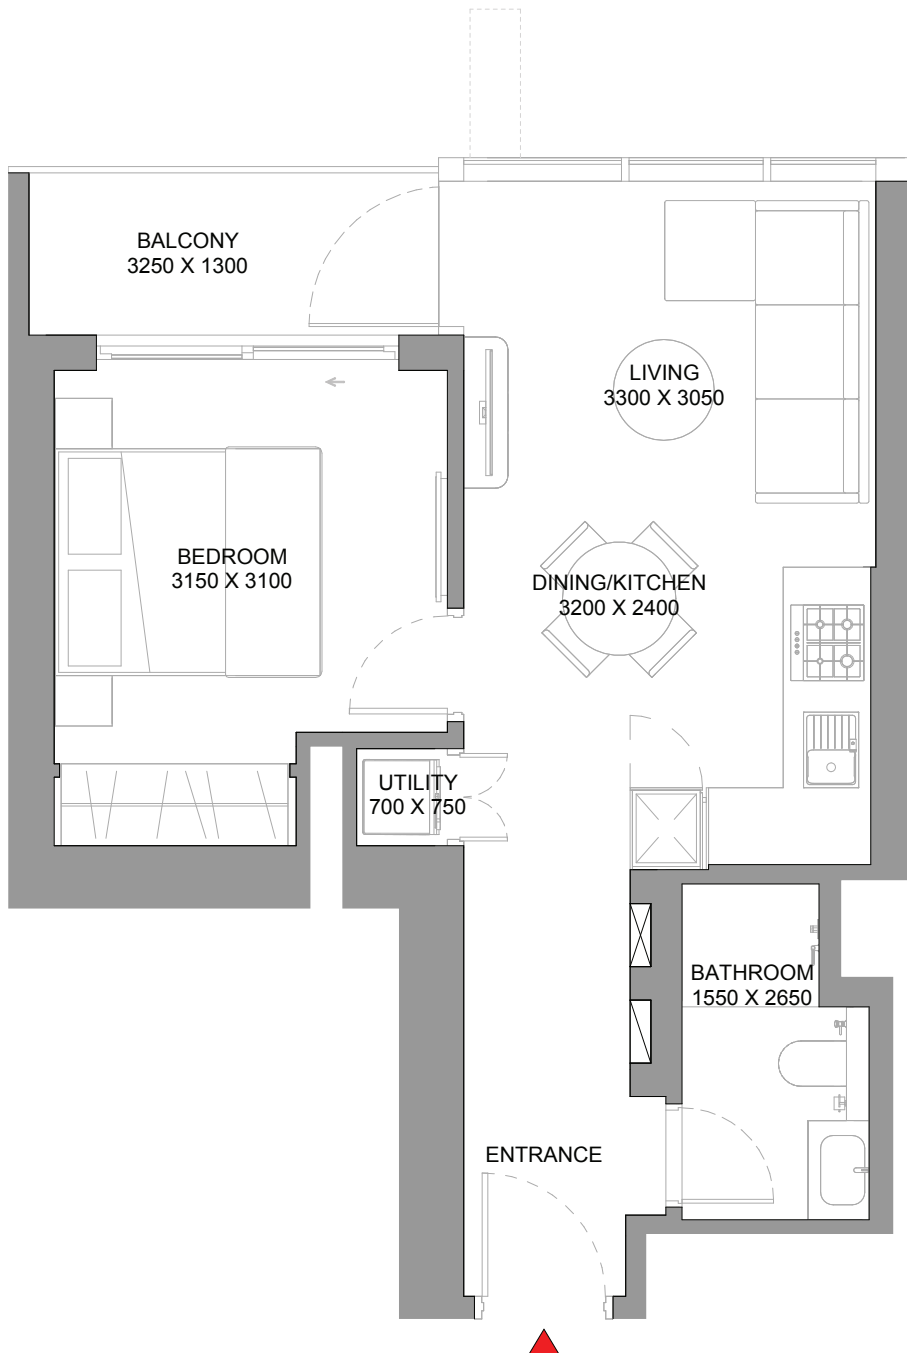 BALCONY
3250 X 1300
LIVING
3300 X 3050
BEDROOM
3150 X 3100
DINING/KITCHEN
3200 X 2400
UTILITY
700 X 750
BATHROOM
1550 X 2650
ENTRANCE